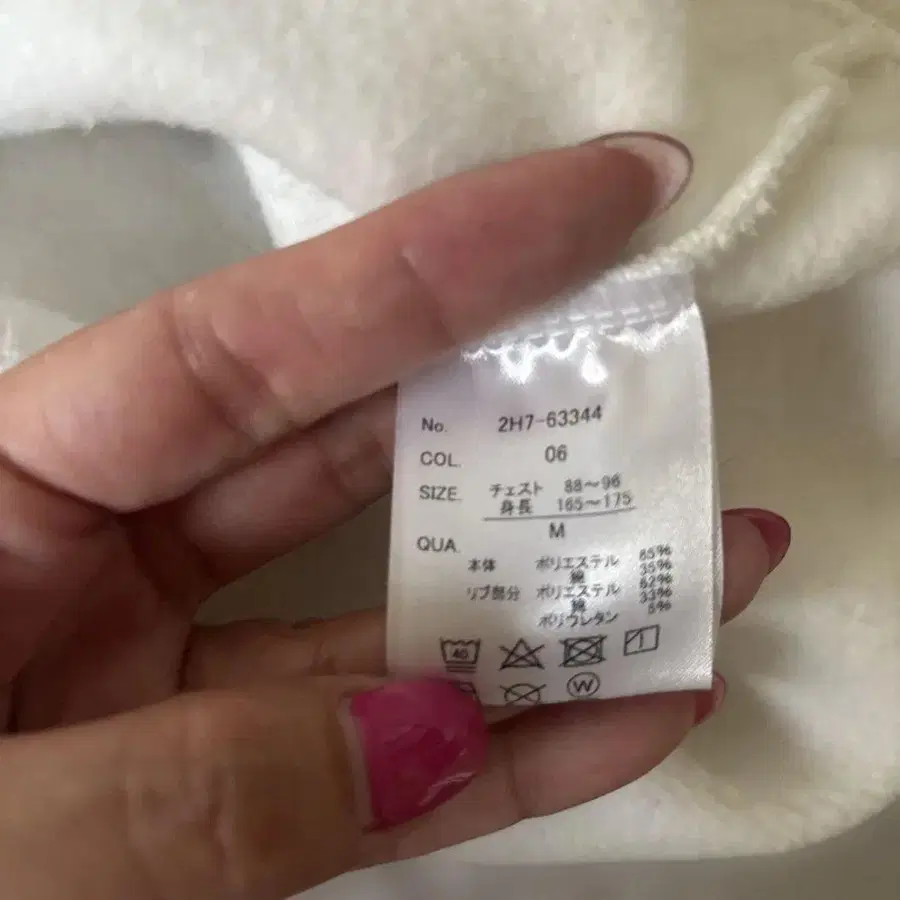 No. 2H7-63344
COL. 06
SIZE. チェスト 88〜96
身長 165〜175
M
QUA.
本体 ポリエステル 65%
綿 35%
リブ部分 ポリエステル 62%
綿 33%
ポリウレタン 5%
40
W